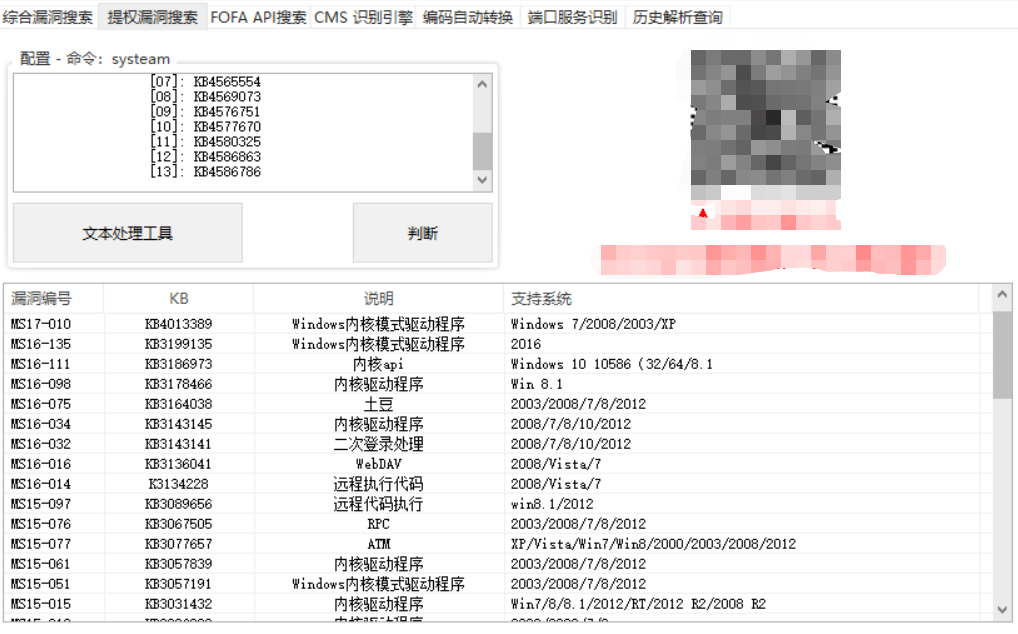 综合漏洞搜索 提权漏洞搜索 FOFA API搜索 CMS 识别引擎 编码自动转换 端口服务识别 历史解析查询
配置 - 命令：systeam
[07]: KB4565554
[08]: KB4569073
[09]: KB4576751
[10]: KB4577670
[11]: KB4580325
[12]: KB4586863
[13]: KB4586786
文本处理工具 判断
漏洞编号 KB 说明 支持系统
MS17-010 KB4013389 Windows内核模式驱动程序 Windows 7/2008/2003/XP
MS16-135 KB3199135 Windows内核模式驱动程序 2016
MS16-111 KB3186973 内核api Windows 10 10586 (32/64/8.1
MS16-098 KB3178466 内核驱动程序 Win 8.1
MS16-075 KB3164038 土豆 2003/2008/7/8/2012
MS16-034 KB3143145 内核驱动程序 2008/7/8/10/2012
MS16-032 KB3143141 二次登录处理 2008/7/8/10/2012
MS16-016 KB3136041 WebDAV 2008/Vista/7
MS16-014 K3134228 远程执行代码 2008/Vista/7
MS15-097 KB3089656 远程代码执行 win8.1/2012
MS15-076 KB3067505 RPC 2003/2008/7/8/2012
MS15-077 KB3077657 ATM XP/Vista/Win7/Win8/2000/2003/2008/2012
MS15-061 KB3057839 内核驱动程序 2003/2008/7/8/2012
MS15-051 KB3057191 Windows内核模式驱动程序 2003/2008/7/8/2012
MS15-015 KB3031432 内核驱动程序 Win7/8/8.1/2012/RT/2012 R2/2008 R2